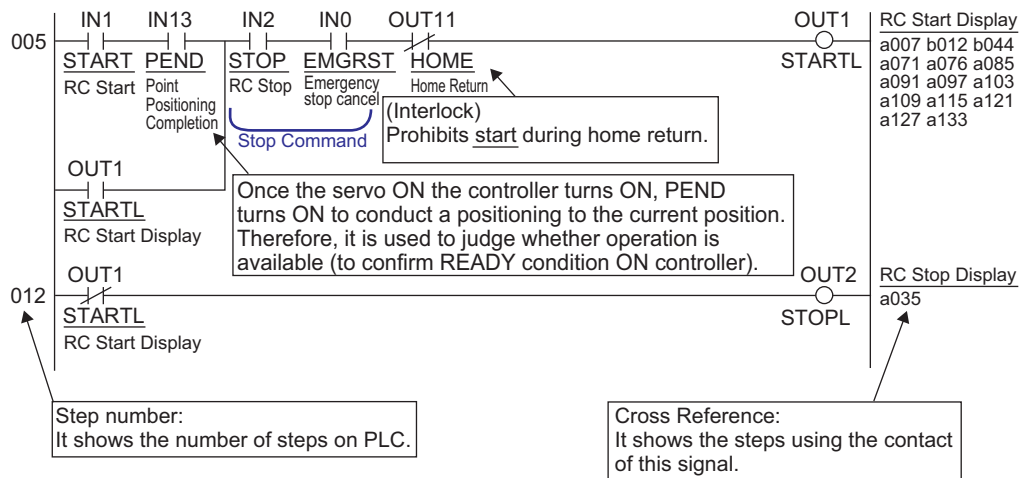 IN1 IN13 IN2 IN0 OUT11 OUT1 RC Start Display
005
START PEND STOP EMGRST HOME STARTL
RC Start Point Positioning Completion RC Stop Emergency stop cancel Home Return
a007 b012 b044
a071 a076 a085
a091 a097 a103
a109 a115 a121
a127 a133
(Interlock)
Prohibits start during home return.
Stop Command
OUT1
STARTL
RC Start Display
Once the servo ON the controller turns ON, PEND
turns ON to conduct a positioning to the current position.
Therefore, it is used to judge whether operation is
available (to confirm READY condition ON controller).
OUT1 OUT2 RC Stop Display
012 a035
STARTL STOPL
RC Start Display
Step number:
It shows the number of steps on PLC.
Cross Reference:
It shows the steps using the contact
of this signal.